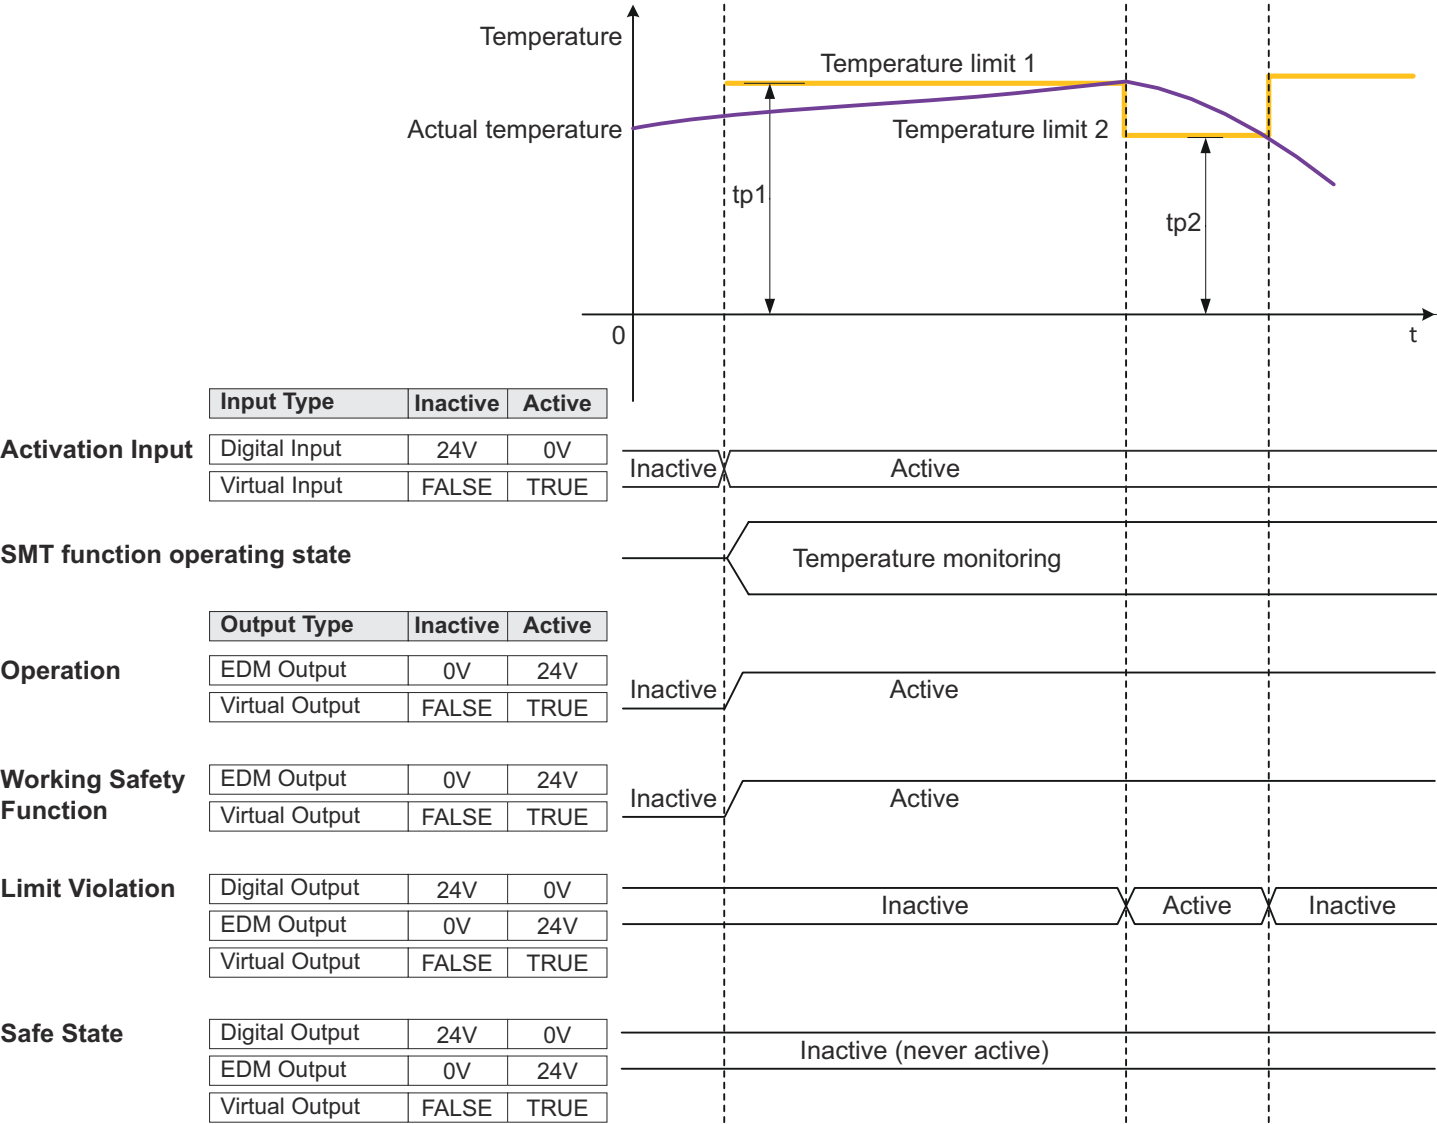 Temperature
Temperature limit 1
Actual temperature
Temperature limit 2
tp1
tp2
0
t
Input Type Inactive Active
Activation Input
Digital Input 24V 0V
Virtual Input FALSE TRUE
Inactive Active
SMT function operating state
Temperature monitoring
Output Type Inactive Active
Operation
EDM Output 0V 24V
Virtual Output FALSE TRUE
Inactive Active
Working Safety
Function
EDM Output 0V 24V
Virtual Output FALSE TRUE
Inactive Active
Limit Violation
Digital Output 24V 0V
EDM Output 0V 24V
Virtual Output FALSE TRUE
Inactive Active Inactive
Safe State
Digital Output 24V 0V
EDM Output 0V 24V
Virtual Output FALSE TRUE
Inactive (never active)